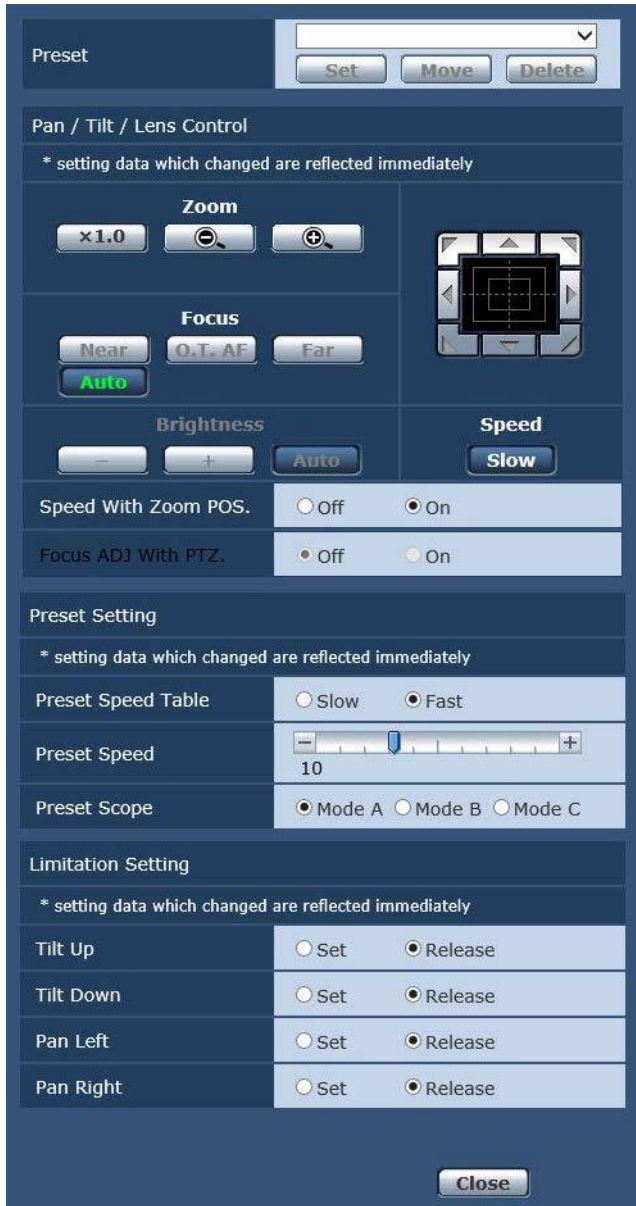 Preset
Set Move Delete
Pan / Tilt / Lens Control
* setting data which changed are reflected immediately
Zoom
×1.0
Focus
Near O.T. AF Far
Auto
Brightness
- + Auto
Speed
Slow
Speed With Zoom POS. Off On
Focus ADJ With PTZ. Off On
Preset Setting
* setting data which changed are reflected immediately
Preset Speed Table Slow Fast
Preset Speed - +
10
Preset Scope Mode A Mode B Mode C
Limitation Setting
* setting data which changed are reflected immediately
Tilt Up Set Release
Tilt Down Set Release
Pan Left Set Release
Pan Right Set Release
Close